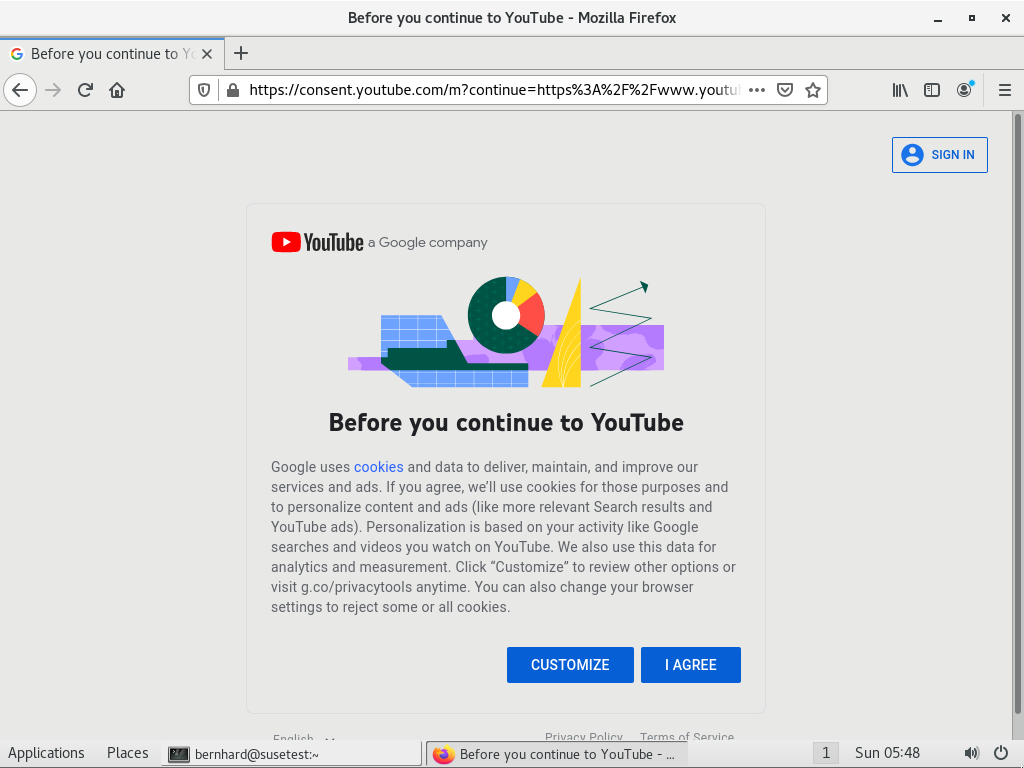 Before you continue to YouTube - Mozilla Firefox
Before you continue to Yo
https://consent.youtube.com/m?continue=https%3A%2F%2Fwww.youtu
SIGN IN
YouTube a Google company
Before you continue to YouTube
Google uses cookies and data to deliver, maintain, and improve our
services and ads. If you agree, we’ll use cookies for those purposes and
to personalize content and ads (like more relevant Search results and
YouTube ads). Personalization is based on your activity like Google
searches and videos you watch on YouTube. We also use this data for
analytics and measurement. Click “Customize” to review other options or
visit g.co/privacytools anytime. You can also change your browser
settings to reject some or all cookies.
CUSTOMIZE I AGREE
English Privacy Policy Terms of Service
Applications Places bernhard@susetest:~ Before you continue to YouTube - ... 1 Sun 05:48